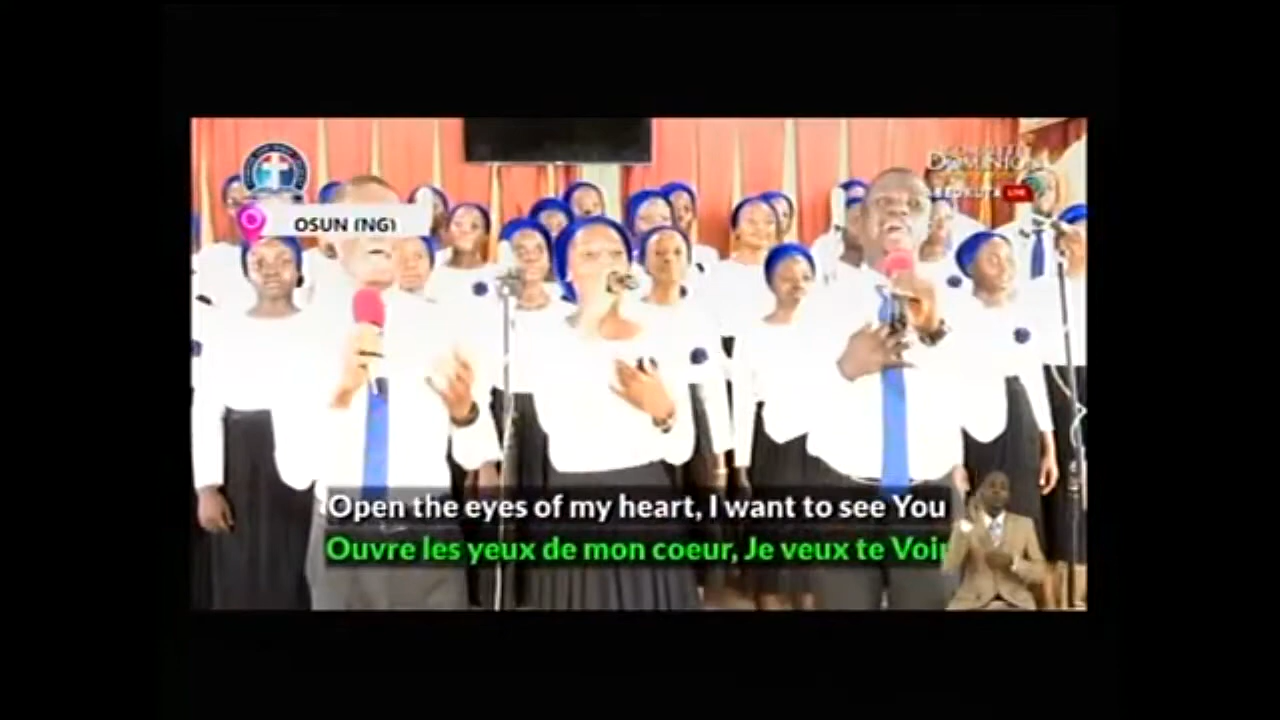 DOMINION
OSUN (NG)
LIVE
Open the eyes of my heart, I want to see You
Ouvre les yeux de mon coeur, Je veux te Voir